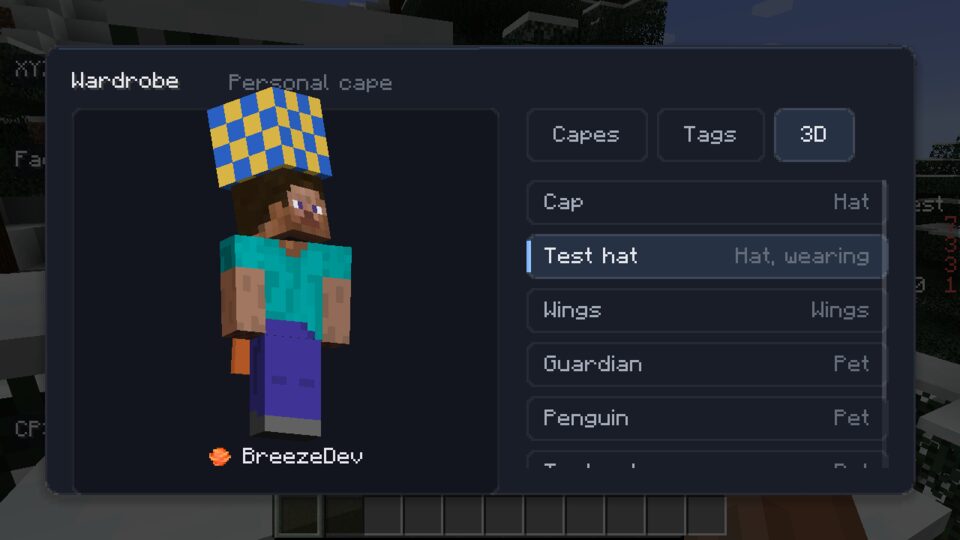 Wardrobe
Personal cape
Capes
Tags
3D
Cap
Hat
Test hat
Hat, wearing
Wings
Wings
Guardian
Pet
Penguin
Pet
BreezeDev